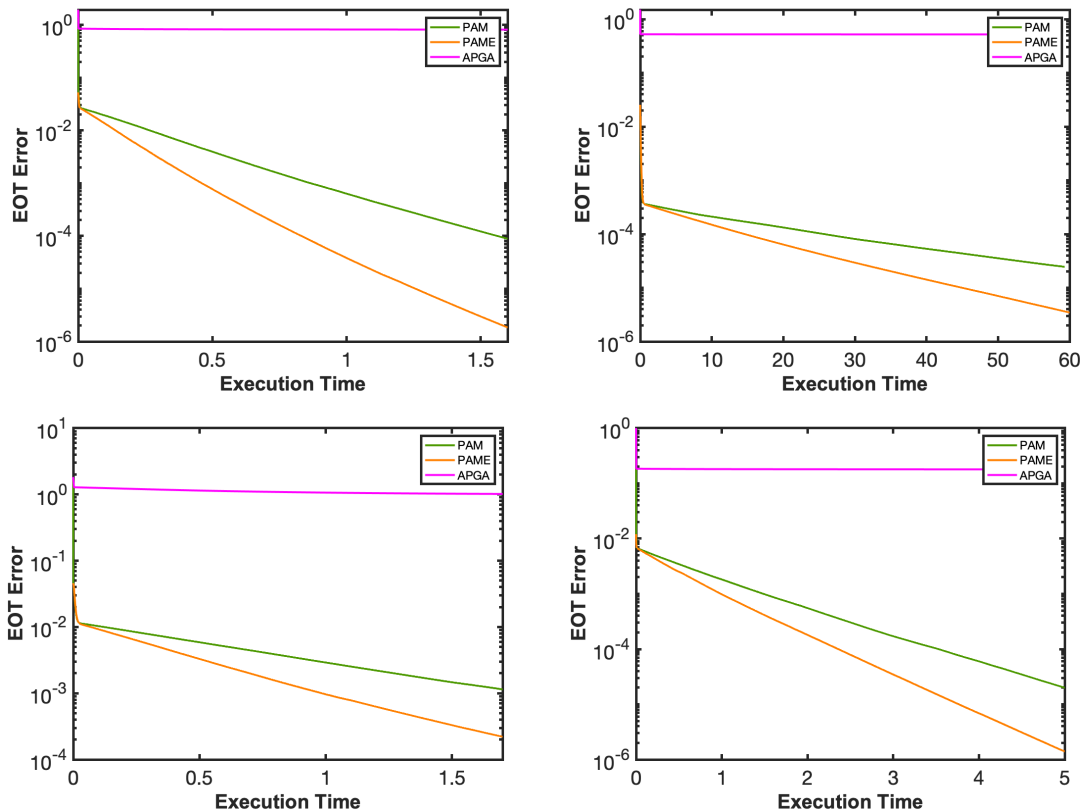 10^0
10^-2
10^-4
10^-6
EOT Error
0
0.5
1
1.5
Execution Time
PAM
PAME
APGA
10^0
10^-2
10^-4
10^-6
EOT Error
0
10
20
30
40
50
60
Execution Time
PAM
PAME
APGA
10^1
10^0
10^-1
10^-2
10^-3
10^-4
EOT Error
0
0.5
1
1.5
Execution Time
PAM
PAME
APGA
10^0
10^-2
10^-4
10^-6
EOT Error
0
1
2
3
4
5
Execution Time
PAM
PAME
APGA